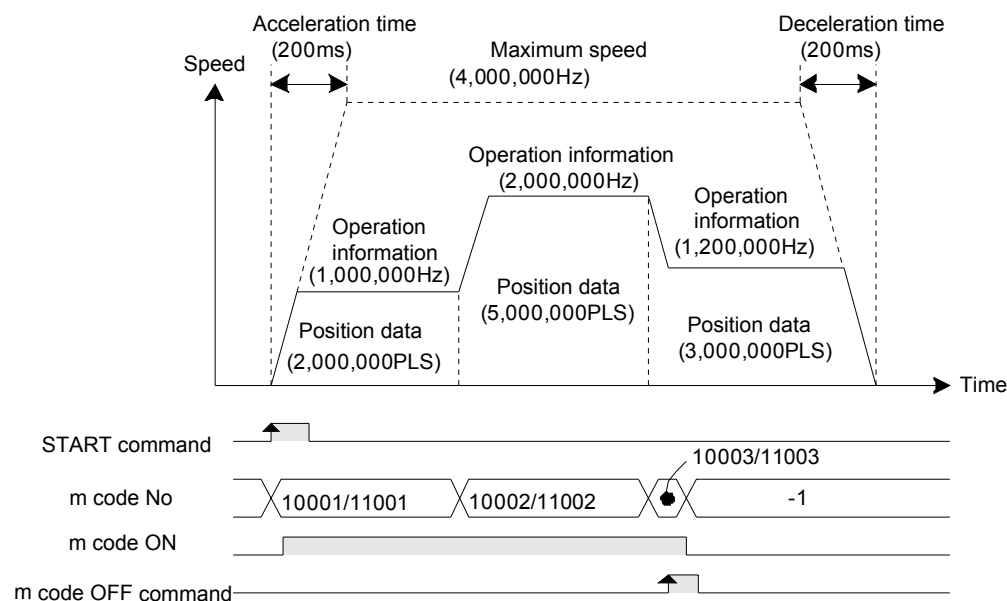 Acceleration time
(200ms)
Deceleration time
(200ms)
Speed
Maximum speed
(4,000,000Hz)
Operation information
(2,000,000Hz)
Operation
information
(1,000,000Hz)
Operation
information
(1,200,000Hz)
Position data
(2,000,000PLS)
Position data
(5,000,000PLS)
Position data
(3,000,000PLS)
Time
START command
10003/11003
m code No
10001/11001
10002/11002
-1
m code ON
m code OFF command